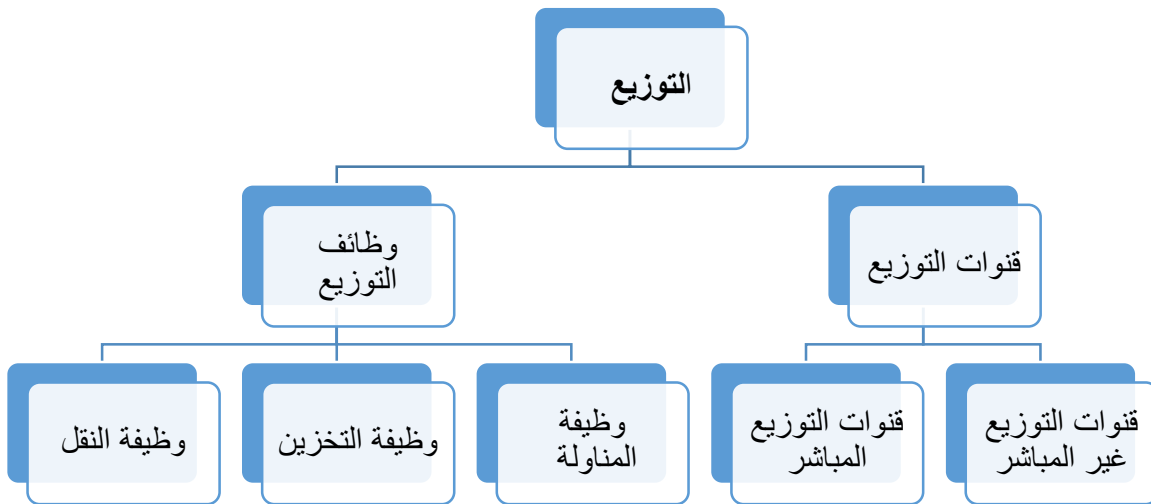 التوزيع
قنوات التوزيع
وظائف
التوزيع
قنوات التوزيع
غير المباشر
قنوات التوزيع
المباشر
وظيفة
المناولة
وظيفة التخزين
وظيفة النقل